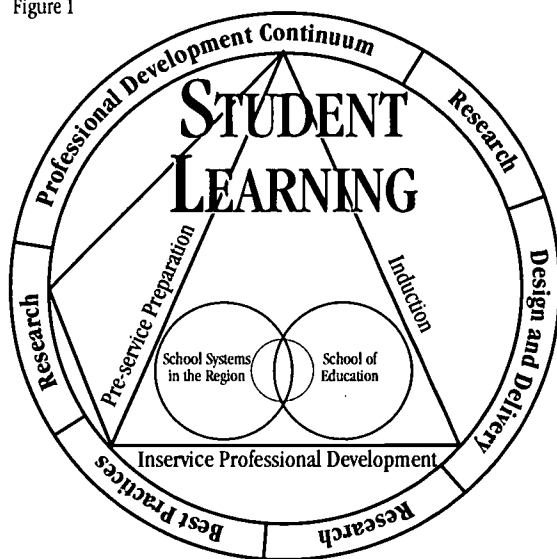 Figure 1
Professional Development Continuum
Research
Design and Delivery
Research
Best Practices
Research
STUDENT
LEARNING
Pre-service Preparation
Induction
School Systems
in the Region
School of
Education
Inservice Professional Development